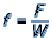 f = F/W